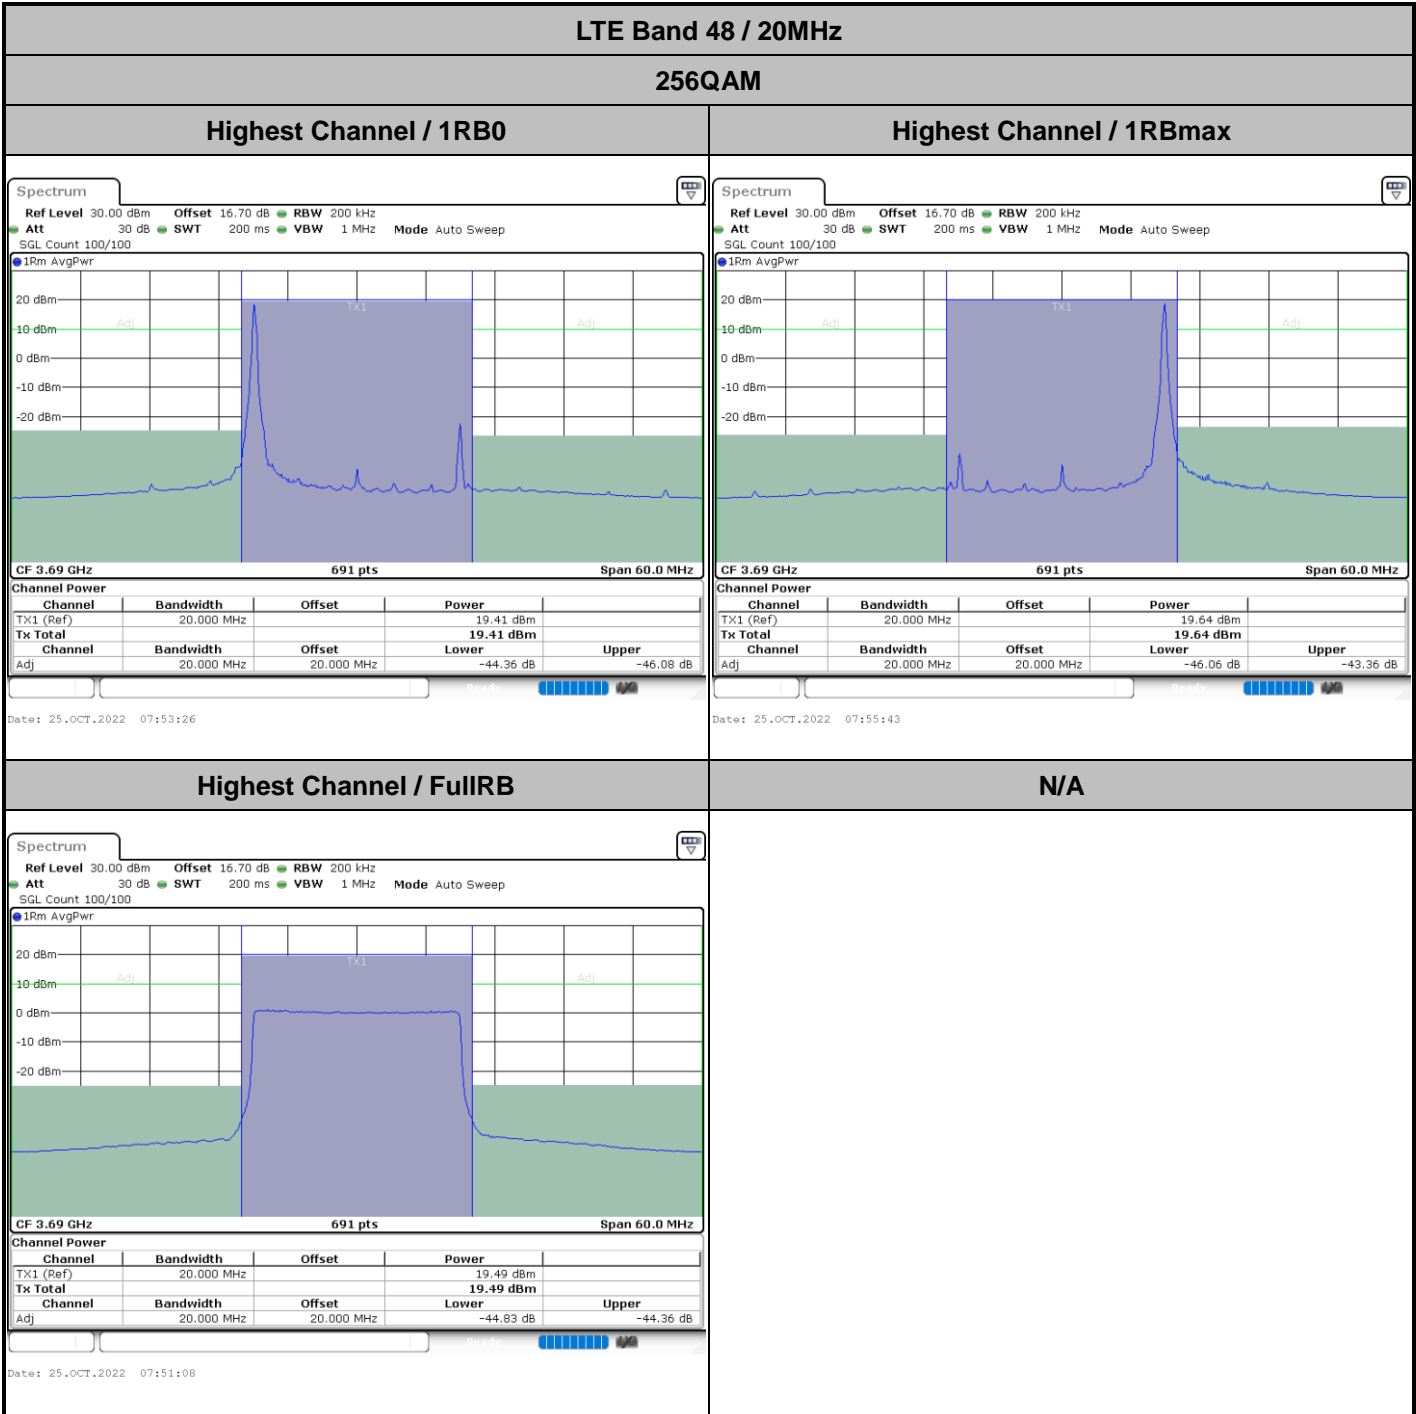 LTE Band 48 / 20MHz
256QAM
Highest Channel / 1RB0
Highest Channel / 1RBmax
Spectrum
Ref Level 30.00 dBm Offset 16.70 dB RBW 200 kHz
Att 30 dB SWT 200 ms VBW 1 MHz Mode Auto Sweep
SGL Count 100/100
1Rm AvgPwr
20 dBm
TX1
Adj
Adj
10 dBm
0 dBm
-10 dBm
-20 dBm
CF 3.69 GHz 691 pts Span 60.0 MHz
Channel Power
Channel Bandwidth Offset Power
TX1 (Ref) 20.000 MHz 19.41 dBm
Tx Total 19.41 dBm
Channel Bandwidth Offset Lower Upper
Adj 20.000 MHz 20.000 MHz -44.36 dB -46.08 dB
Ready
Date: 25.OCT.2022 07:53:26
Spectrum
Ref Level 30.00 dBm Offset 16.70 dB RBW 200 kHz
Att 30 dB SWT 200 ms VBW 1 MHz Mode Auto Sweep
SGL Count 100/100
1Rm AvgPwr
20 dBm
TX1
Adj
Adj
10 dBm
0 dBm
-10 dBm
-20 dBm
CF 3.69 GHz 691 pts Span 60.0 MHz
Channel Power
Channel Bandwidth Offset Power
TX1 (Ref) 20.000 MHz 19.64 dBm
Tx Total 19.64 dBm
Channel Bandwidth Offset Lower Upper
Adj 20.000 MHz 20.000 MHz -46.06 dB -43.36 dB
Ready
Date: 25.OCT.2022 07:55:43
Highest Channel / FullRB
N/A
Spectrum
Ref Level 30.00 dBm Offset 16.70 dB RBW 200 kHz
Att 30 dB SWT 200 ms VBW 1 MHz Mode Auto Sweep
SGL Count 100/100
1Rm AvgPwr
20 dBm
TX1
Adj
Adj
10 dBm
0 dBm
-10 dBm
-20 dBm
CF 3.69 GHz 691 pts Span 60.0 MHz
Channel Power
Channel Bandwidth Offset Power
TX1 (Ref) 20.000 MHz 19.49 dBm
Tx Total 19.49 dBm
Channel Bandwidth Offset Lower Upper
Adj 20.000 MHz 20.000 MHz -44.83 dB -44.36 dB
Ready
Date: 25.OCT.2022 07:51:08